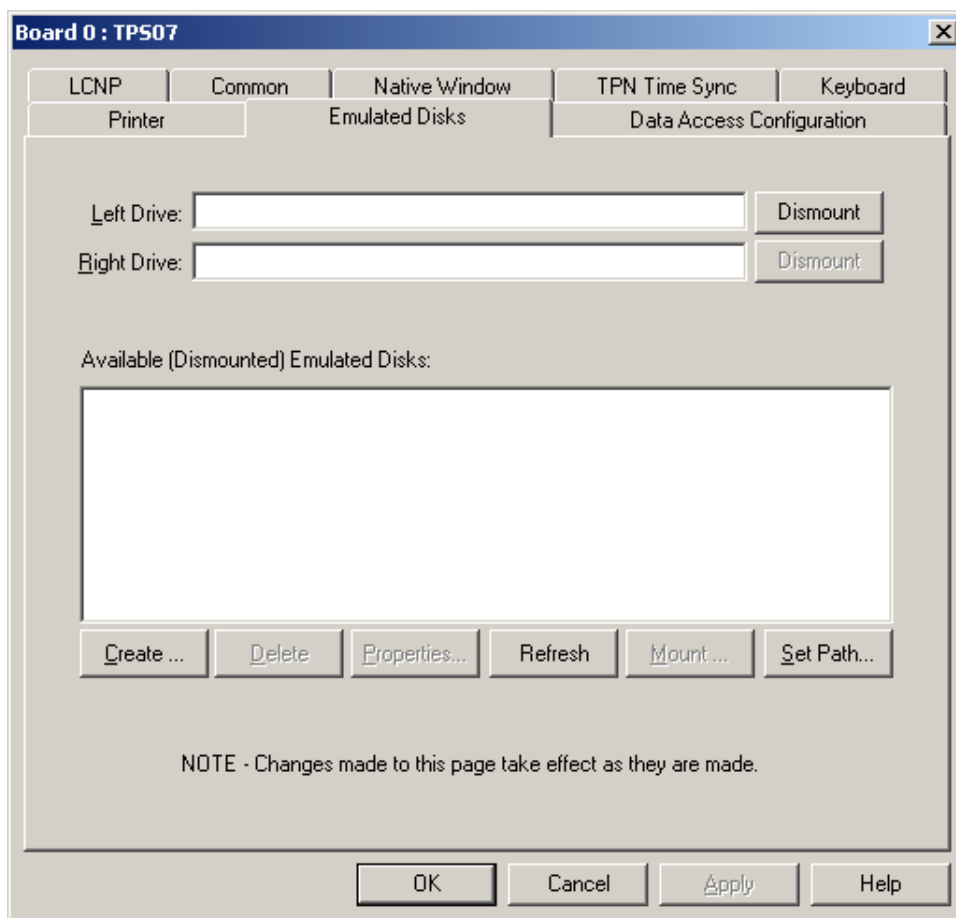 Board 0 : TPS07
LCNP Common Native Window TPN Time Sync Keyboard
Printer Emulated Disks Data Access Configuration
Left Drive: Dismount
Right Drive: Dismount
Available (Dismounted) Emulated Disks:
Create ... Delete Properties... Refresh Mount ... Set Path...
NOTE - Changes made to this page take effect as they are made.
OK Cancel Apply Help